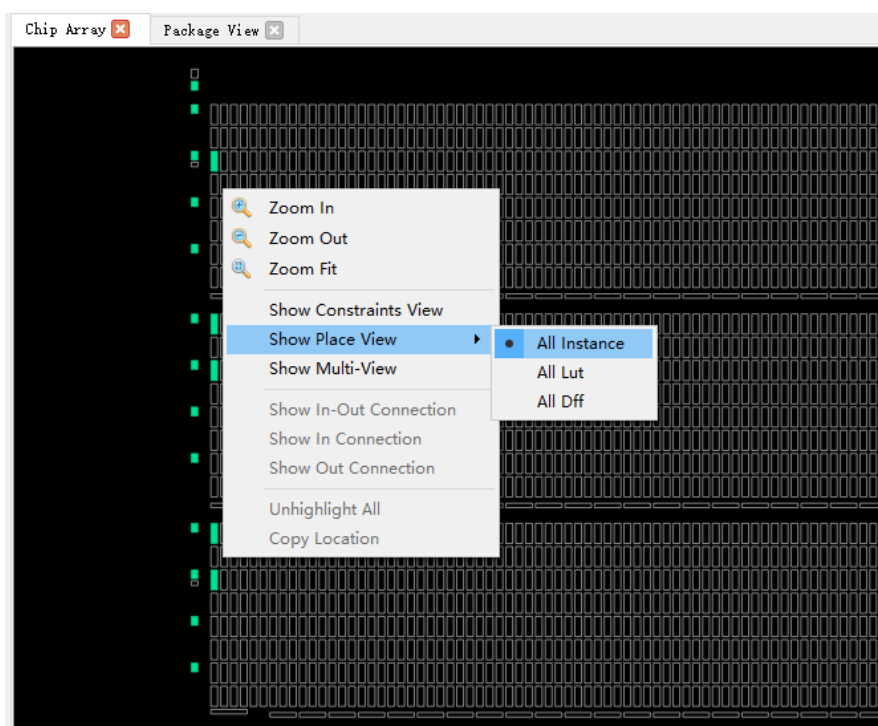 Chip Array Package View
Zoom In
Zoom Out
Zoom Fit
Show Constraints View
Show Place View
Show Multi-View
Show In-Out Connection
Show In Connection
Show Out Connection
Unhighlight All
Copy Location
All Instance
All Lut
All Dff